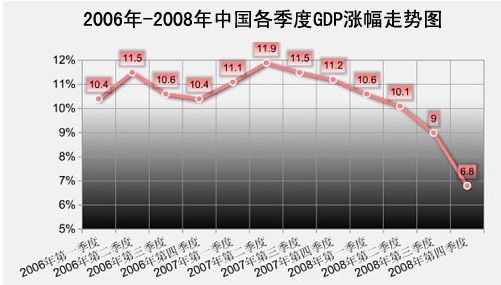 2006年-2008年中国各季度GDP涨幅走势图
12%
11%
10%
9%
8%
7%
6%
5%
10.4
11.5
10.6
10.4
11.1
11.9
11.5
11.2
10.6
10.1
9
6.8
2006年第一季度
2006年第二季度
2006年第三季度
2006年第四季度
2007年第一季度
2007年第二季度
2007年第三季度
2007年第四季度
2008年第一季度
2008年第二季度
2008年第三季度
2008年第四季度